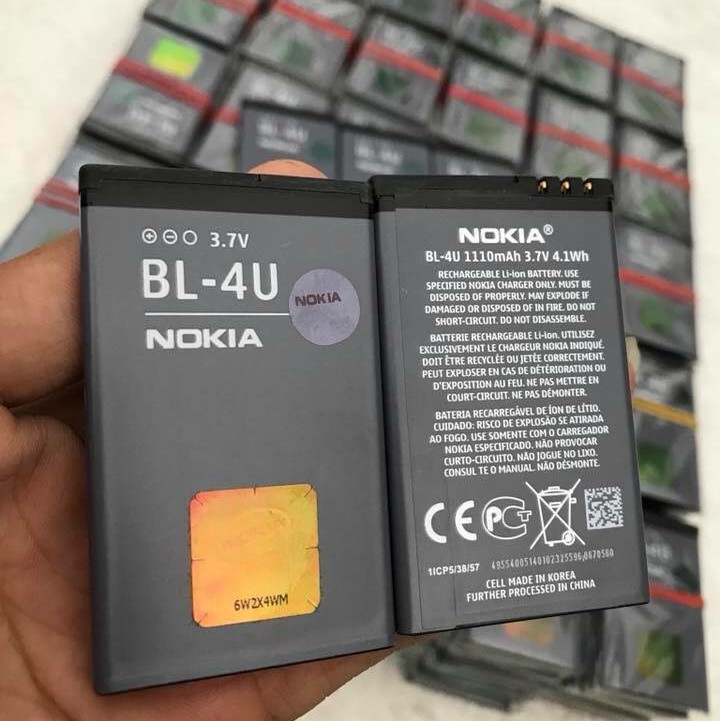 ⊕⊖○ 3.7V
BL-4U
NOKIA
NOKIA
6W2X4WM
NOKIA®
BL-4U 1110mAh 3.7V 4.1Wh
RECHARGEABLE Li-Ion BATTERY. USE
SPECIFIED NOKIA CHARGER ONLY. MUST BE
DISPOSED OF PROPERLY. MAY EXPLODE IF
DAMAGED OR DISPOSED OF IN FIRE. DO NOT
SHORT-CIRCUIT. DO NOT DISASSEMBLE.
BATTERIE RECHARGEABLE Li-Ion. UTILISEZ
EXCLUSIVEMENT LE CHARGEUR NOKIA INDIQUÉ.
DOIT ÊTRE RECYCLÉE OU JETÉE CORRECTEMENT.
PEUT EXPLOSER EN CAS DE DÉTÉRIORATION OU
D'EXPOSITION AU FEU. NE PAS METTRE EN
COURT-CIRCUIT. NE PAS DÉMONTER.
BATERIA RECARREGÁVEL DE ÍON DE LÍTIO.
CUIDADO: RISCO DE EXPLOSÃO SE ATIRADA
AO FOGO. USE SOMENTE COM O CARREGADOR
NOKIA ESPECIFICADO. NÃO PROVOCAR
CURTO-CIRCUITO. NÃO JOGUE NO LIXO.
CONSULTE O MANUAL. NÃO DESMONTE.
CE PCT
1ICP5/38/57
CELL MADE IN KOREA
FURTHER PROCESSED IN CHINA
BL-4U
NOKIA